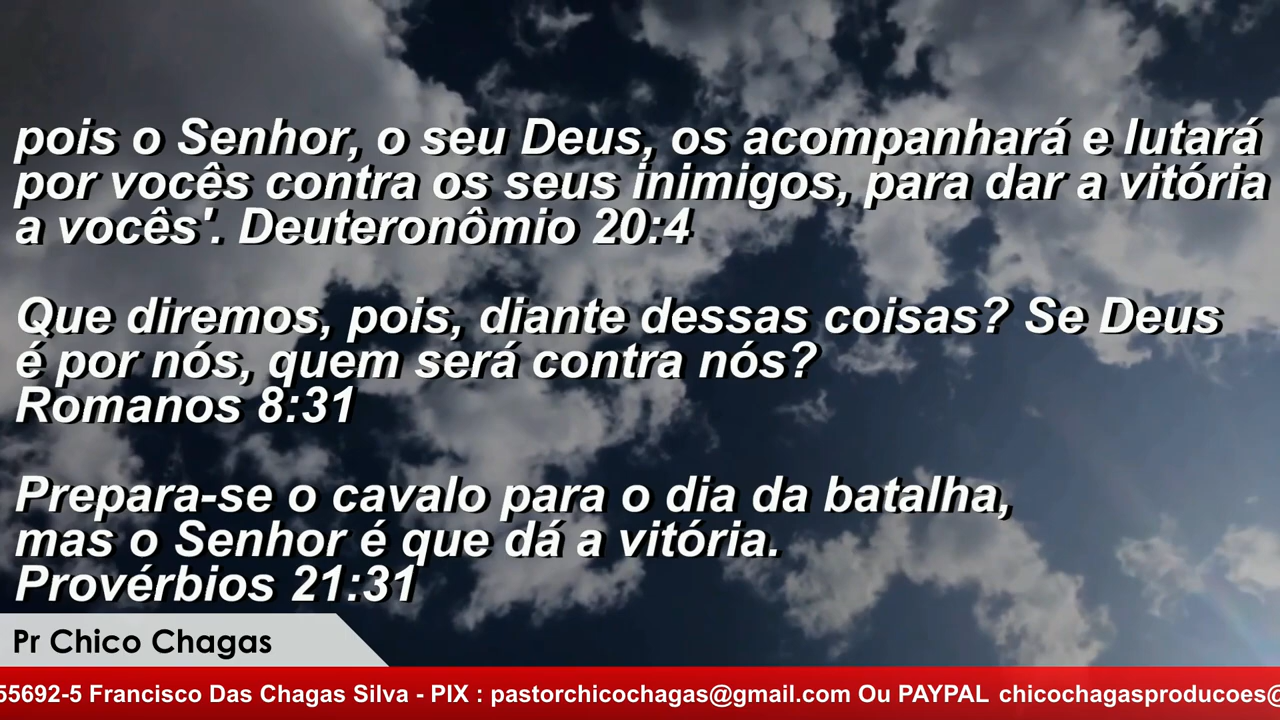 pois o Senhor, o seu Deus, os acompanhará e lutará
por vocês contra os seus inimigos, para dar a vitória
a vocês'. Deuteronômio 20:4
Que diremos, pois, diante dessas coisas? Se Deus
é por nós, quem será contra nós?
Romanos 8:31
Prepara-se o cavalo para o dia da batalha,
mas o Senhor é que dá a vitória.
Provérbios 21:31
Pr Chico Chagas
55692-5 Francisco Das Chagas Silva - PIX : pastorchicochagas@gmail.com Ou PAYPAL chicochagasproducoes@